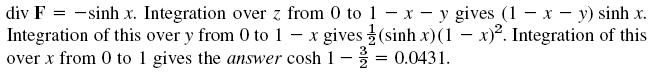 div F = −sinh x. Integration over z from 0 to 1 − x − y gives (1 − x − y) sinh x.
Integration of this over y from 0 to 1 − x gives ½(sinh x)(1 − x)². Integration of this
over x from 0 to 1 gives the answer cosh 1 − 3/2 = 0.0431.